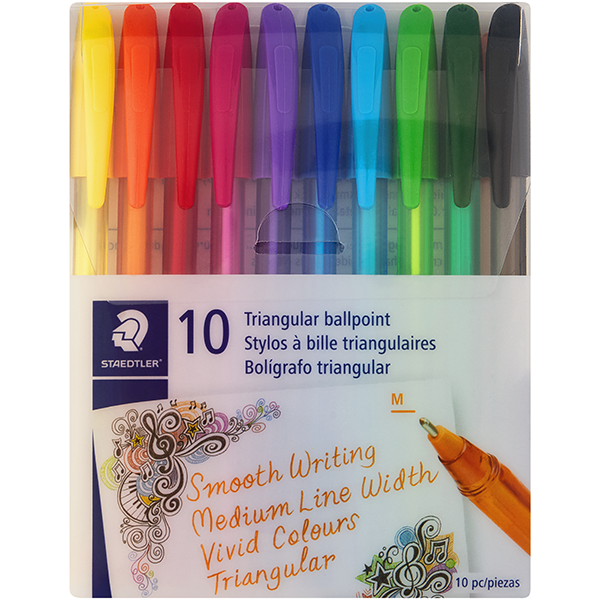 STAEDTLER
10
Triangular ballpoint
Stylos à bille triangulaires
Bolígrafo triangular
M
Smooth Writing
Medium Line Width
Vivid Colours
Triangular
10 pc/piezas